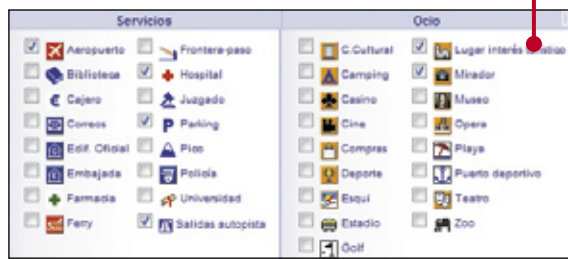 Servicios
Aeropuerto
Frontera-paso
Biblioteca
Hospital
Cajero
Juzgado
Correos
P Parking
Edif. Oficial
Pico
Embajada
Policía
Farmacia
Universidad
Ferry
Salidas autopista
Ocio
C.Cultural
Lugar interés
Camping
Mirador
Casino
Museo
Cine
Opera
Compras
Playa
Deporte
Puerto deportivo
Esquí
Teatro
Estadio
Zoo
Golf